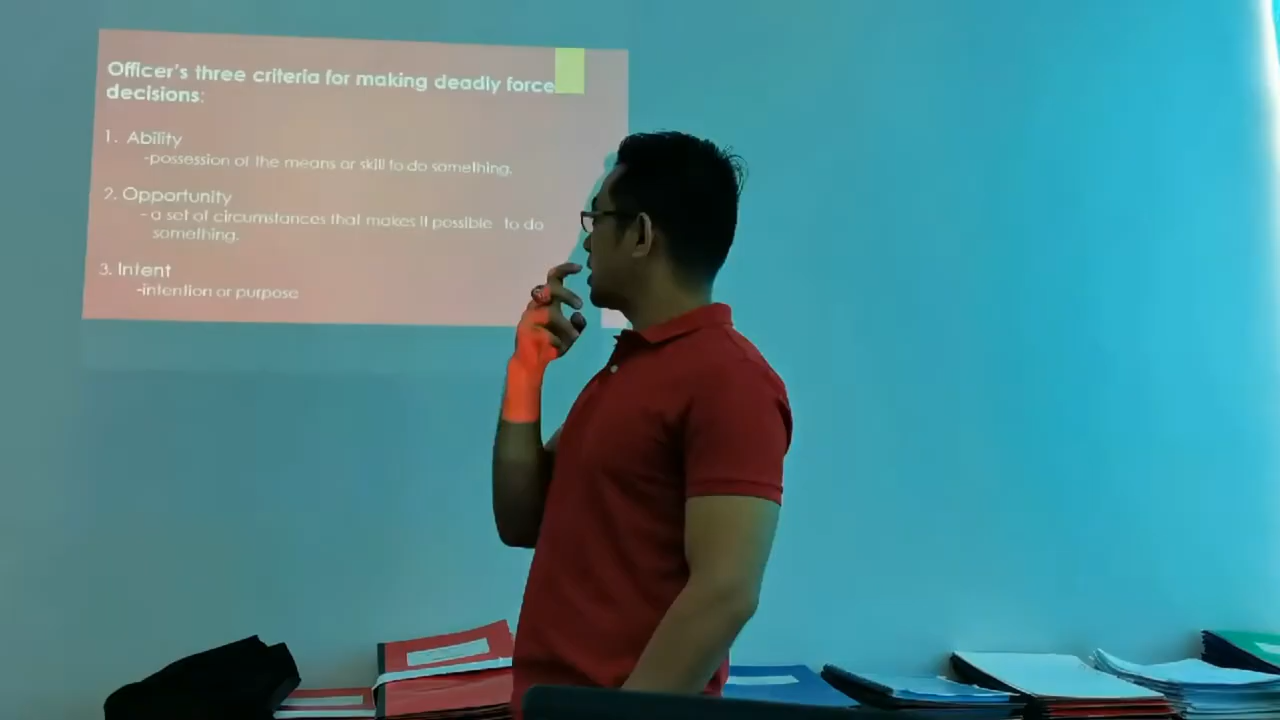 Officer's three criteria for making deadly force
decisions:
1. Ability
-possession of the means or skill to do something.
2. Opportunity
- a set of circumstances that makes it possible to do
something.
3. Intent
-intention or purpose